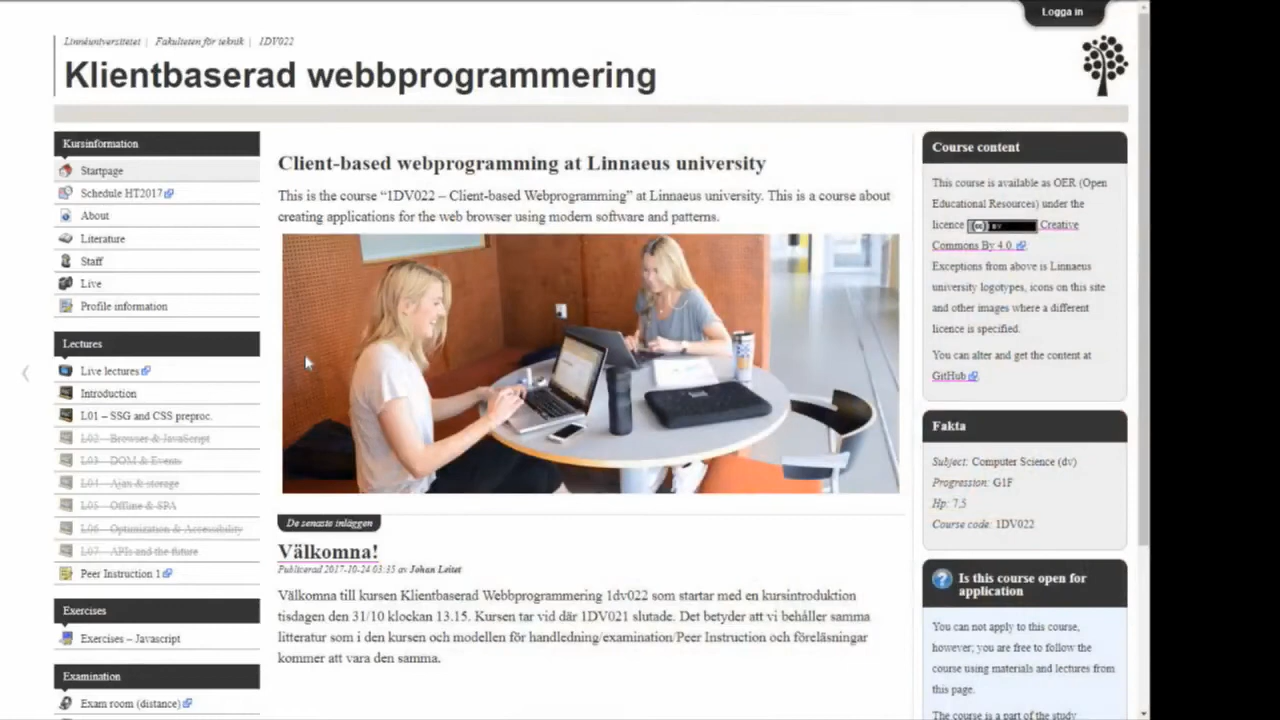 Logga in
Linnéuniversitetet | Fakulteten för teknik | 1DV022
Klientbaserad webbprogrammering
Kursinformation
Startpage
Schedule HT2017
About
Literature
Staff
Live
Profile information
Lectures
Live lectures
Introduction
L01 – SSG and CSS preproc.
L02 – Browser & JavaScript
L03 – DOM & Events
L04 – Ajax & storage
L05 – Offline & SPA
L06 – Optimization & Accessibility
L07 – APIs and the future
Peer Instruction 1
Exercises
Exercises – Javascript
Examination
Exam room (distance)
Client-based webprogramming at Linnaeus university
This is the course “1DV022 – Client-based Webprogramming” at Linnaeus university. This is a course about
creating applications for the web browser using modern software and patterns.
De senaste inläggen
Välkomna!
Publicerad 2017-10-24 03:35 av Johan Leitet
Välkomna till kursen Klientbaserad Webbprogrammering 1dv022 som startar med en kursintroduktion
tisdagen den 31/10 klockan 13.15. Kursen tar vid där 1DV021 slutade. Det betyder att vi behåller samma
litteratur som i den kursen och modellen för handledning/examination/Peer Instruction och föreläsningar
kommer att vara den samma.
Course content
This course is available as OER (Open
Educational Resources) under the
licence (cc) BY Creative
Commons By 4.0.
Exceptions from above is Linnaeus
university logotypes, icons on this site
and other images where a different
licence is specified.
You can alter and get the content at
GitHub
Fakta
Subject: Computer Science (dv)
Progression: G1F
Hp: 7,5
Course code: 1DV022
Is this course open for
application
You can not apply to this course,
however, you are free to follow the
course using materials and lectures from
this page.
The course is a part of the study